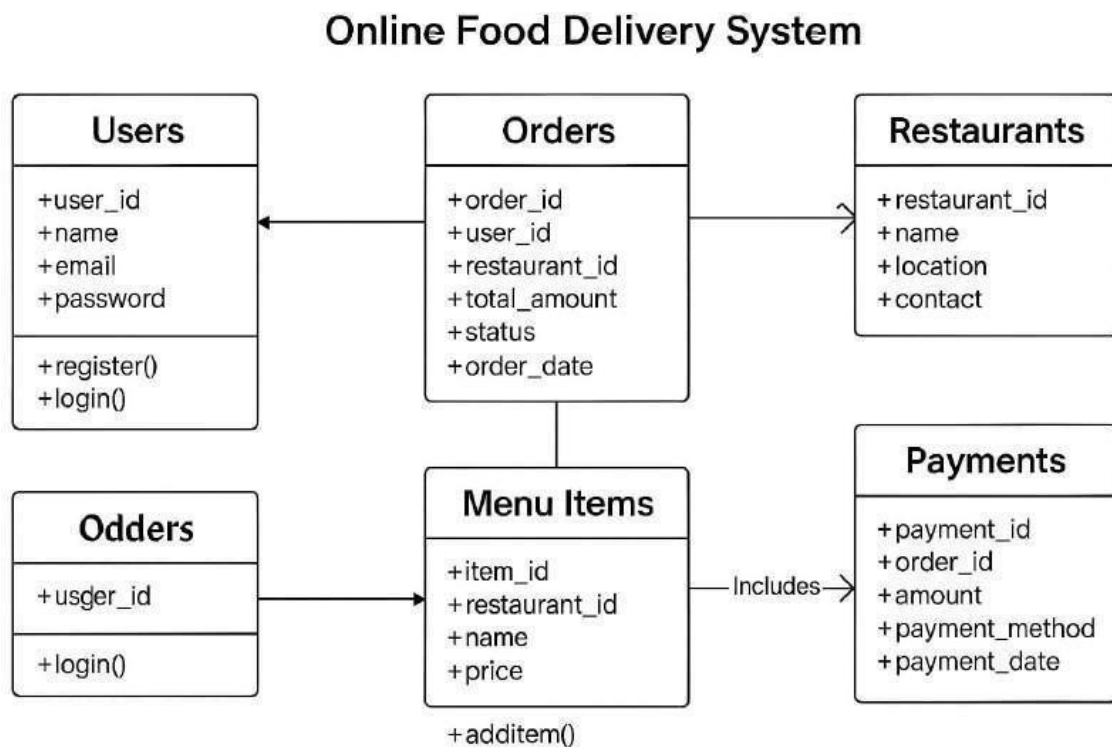 Online Food Delivery System
Users
+user_id
+name
+email
+password
+register()
+login()
Orders
+order_id
+user_id
+restaurant_id
+total_amount
+status
+order_date
Restaurants
+restaurant_id
+name
+location
+contact
Odders
+usder_id
+login()
Menu Items
+item_id
+restaurant_id
+name
+price
+additem()
Includes
Payments
+payment_id
+order_id
+amount
+payment_method
+payment_date